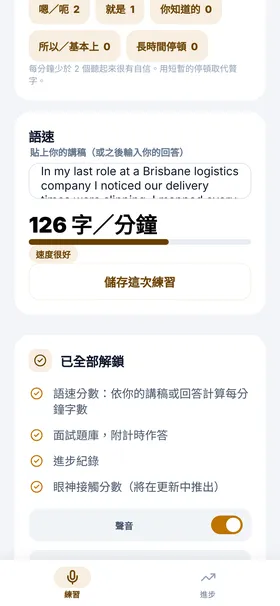 嗯／呃 2 就是 1 你知道的 0
所以／基本上 0 長時間停頓 0
每分鐘少於 2 個聽起來很有自信。用短暫的停頓取代贅
字。
語速
貼上你的講稿（或之後輸入你的回答）
In my last role at a Brisbane logistics
company I noticed our delivery
126 字／分鐘
速度很好
儲存這次練習
已全部解鎖
語速分數：依你的講稿或回答計算每分
鐘字數
面試題庫，附計時作答
進步紀錄
眼神接觸分數（將在更新中推出）
聲音
練習 進步